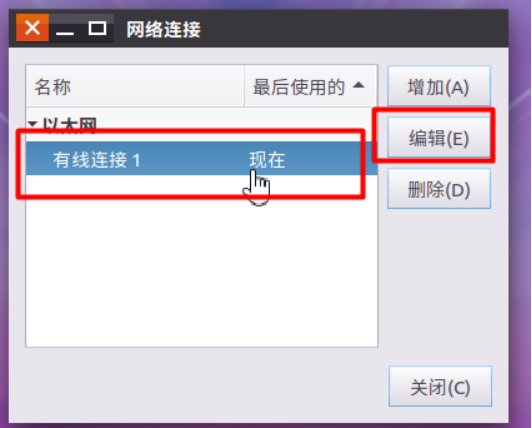 网络连接
名称 最后使用的
增加(A)
以太网
编辑(E)
有线连接 1 现在
删除(D)
关闭(C)